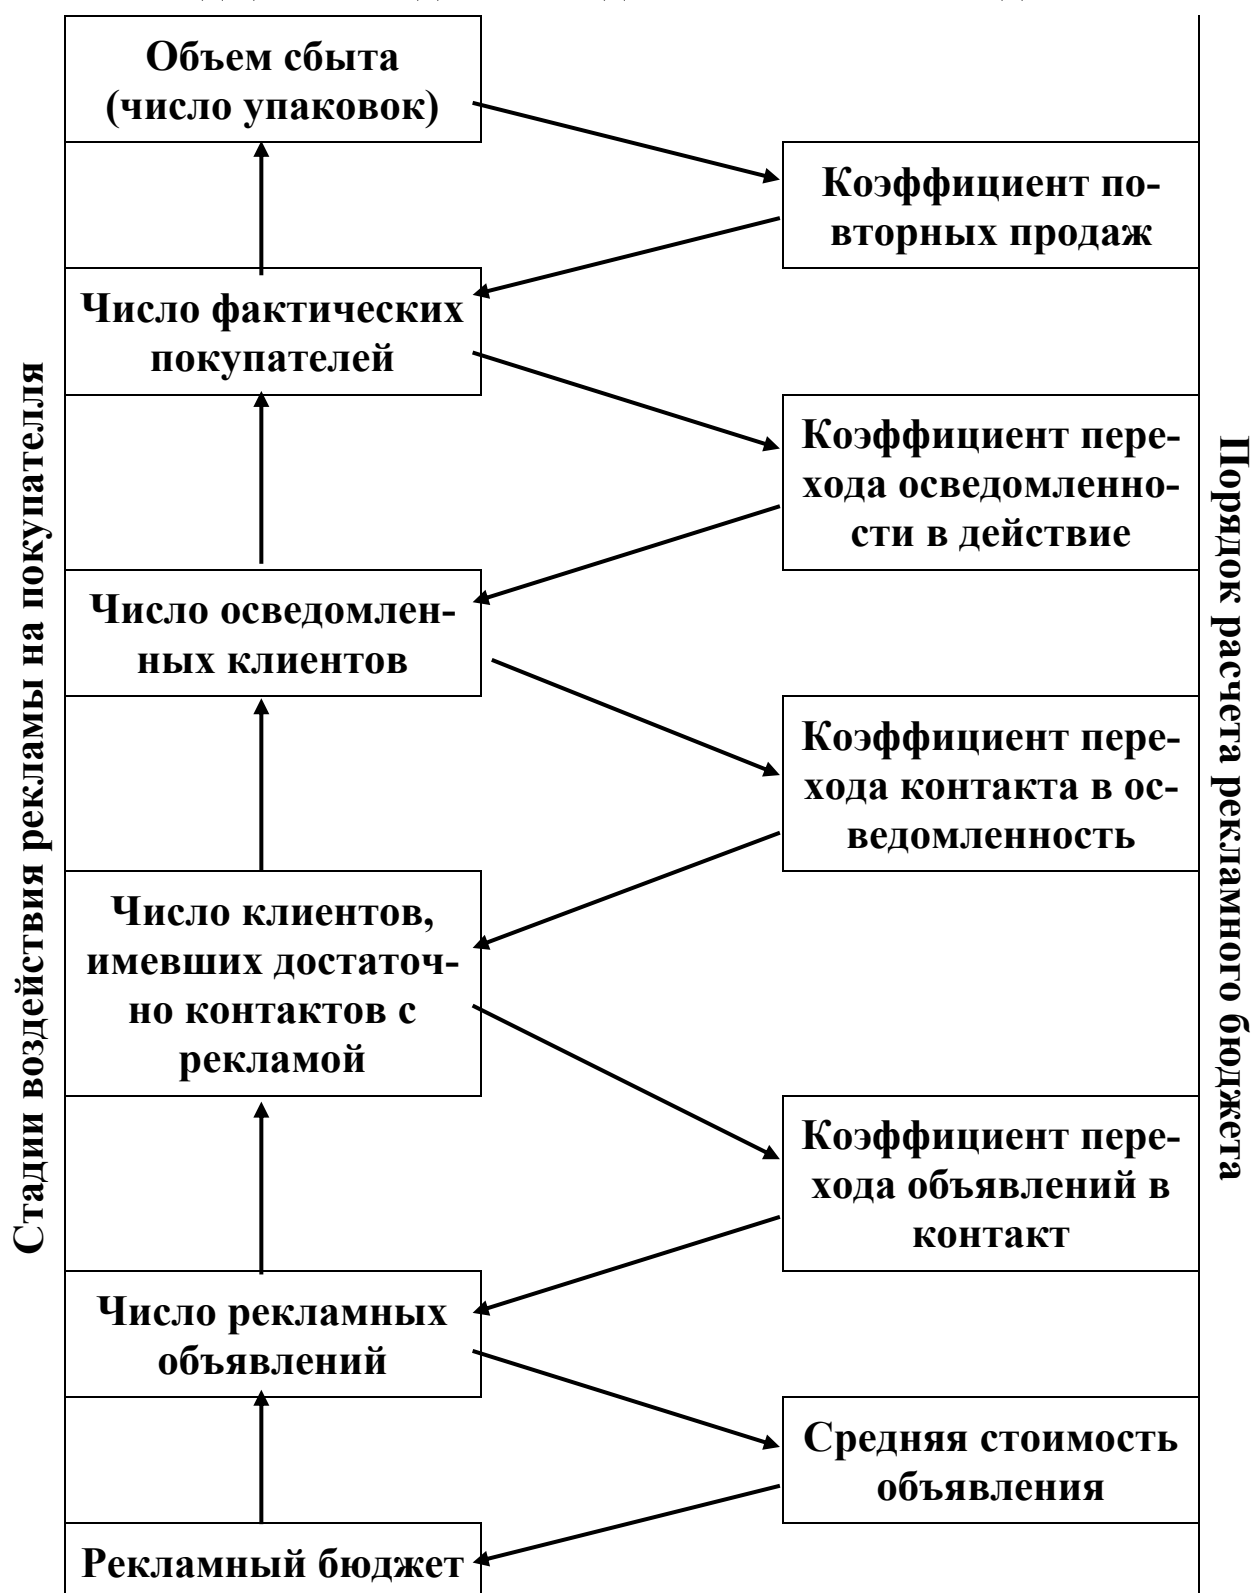 Объем сбыта
(число упаковок)
Коэффициент по-
вторных продаж
Число фактических
покупателей
Коэффициент пере-
хода осведомленно-
сти в действие
Число осведомлен-
ных клиентов
Коэффициент пере-
хода контакта в ос-
ведомленность
Число клиентов,
имевших достаточ-
но контактов с
рекламой
Коэффициент пере-
хода объявлений в
контакт
Число рекламных
объявлений
Средняя стоимость
объявления
Рекламный бюджет
Стадии воздействия рекламы на покупателля
Порядок расчета рекламного бюджета